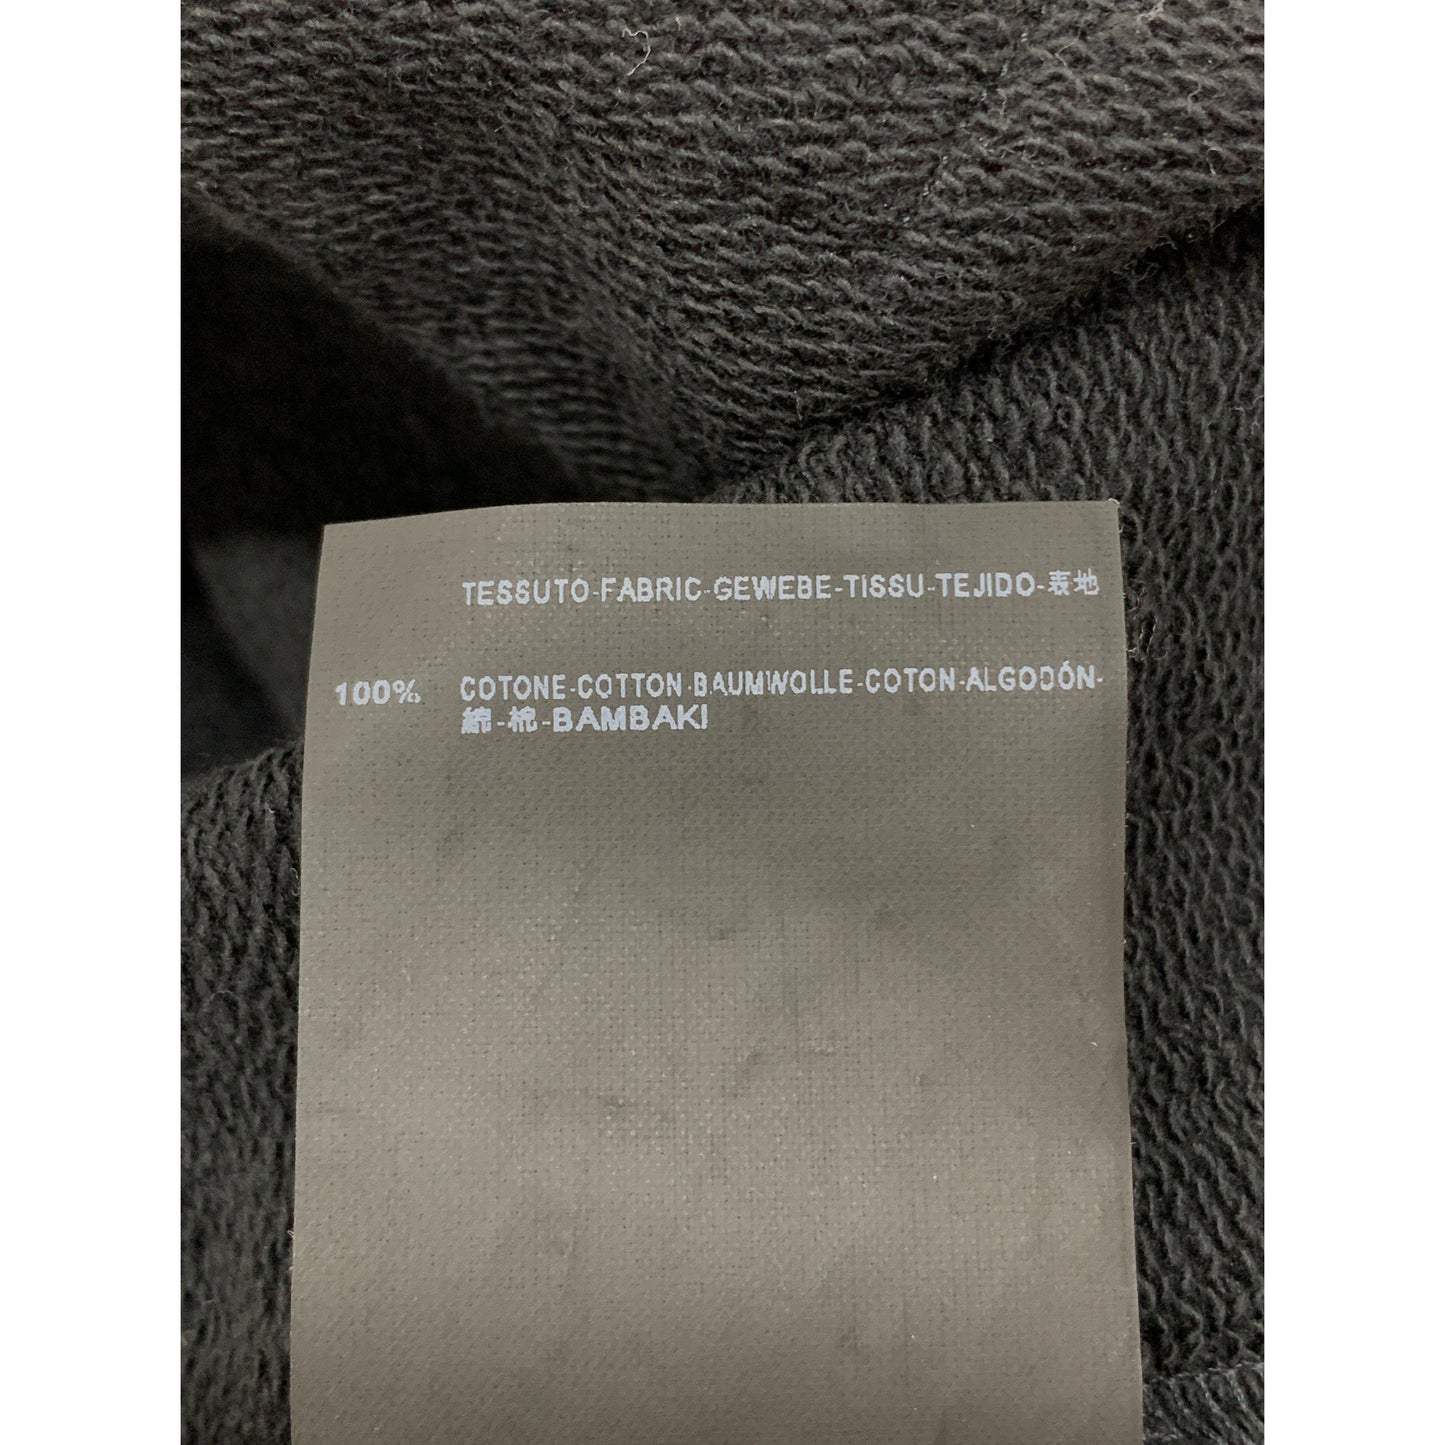 TESSUTO-FABRIC-GEWEBE-TISSU-TEJIDO-表地
100% COTONE-COTTON-BAUMWOLLE-COTON-ALGODÓN-
綿-棉-BAMBAKI